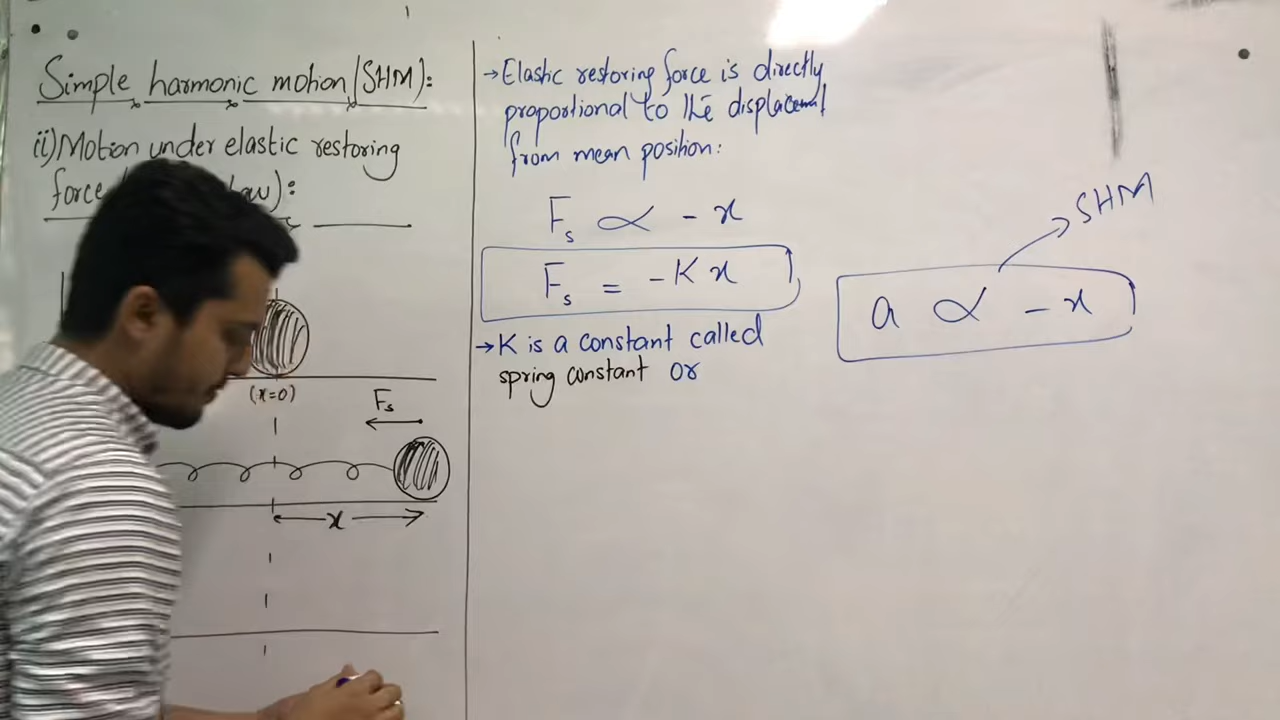 Simple harmonic motion (SHM):
ii) Motion under elastic restoring
force
(x=0)
Fs
x
→ Elastic restoring force is directly
proportional to the displacement
from mean position:
Fs ∝ - x
Fs = -K x
→ K is a constant called
spring constant or
SHM
a ∝ - x